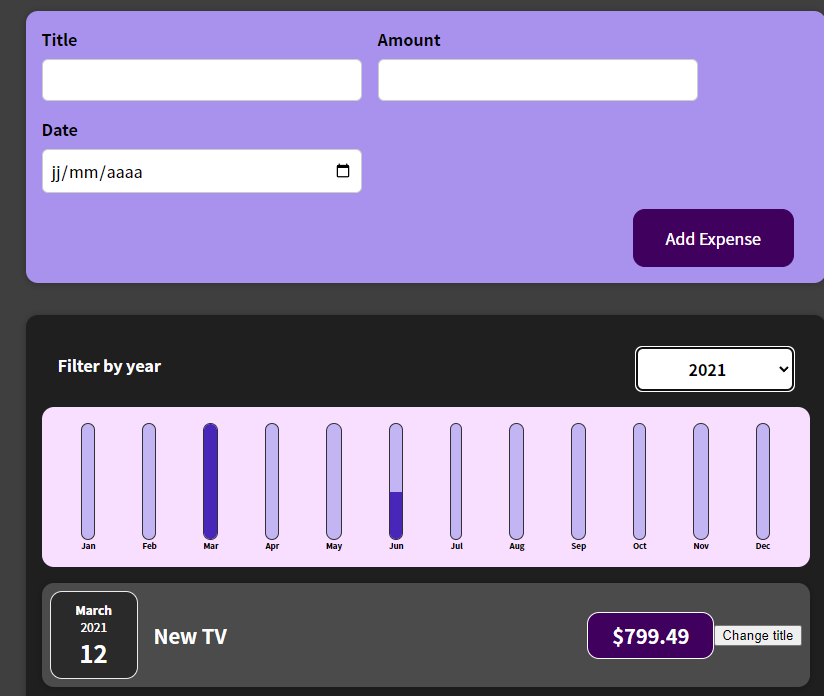 Title Amount
Date
jj/mm/aaaa
Add Expense
Filter by year 2021
Jan Feb Mar Apr May Jun Jul Aug Sep Oct Nov Dec
March
2021
12
New TV
$799.49
Change title